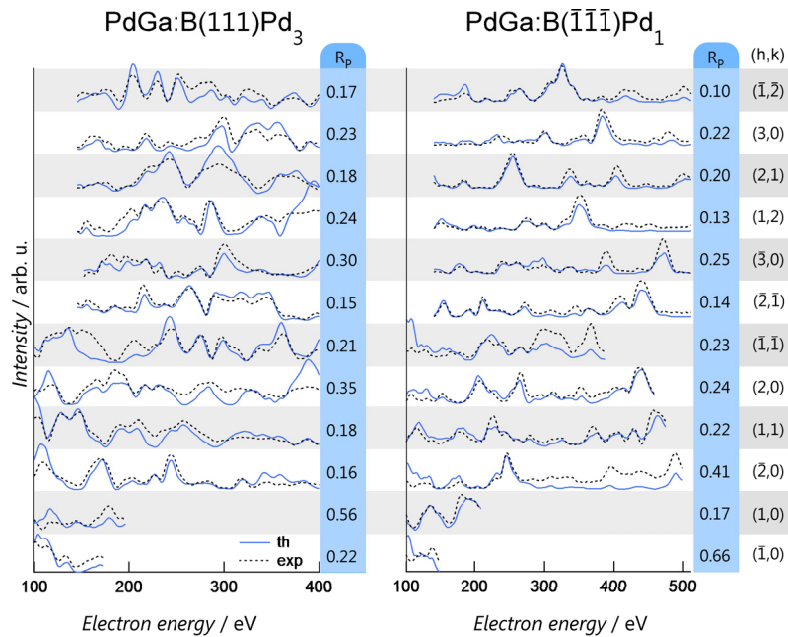 PdGa:B(111)Pd₃ PdGa:B(1̅1̅1̅)Pd₁
R_P R_P (h,k)
0.17 0.10 (1̅,2̅)
0.23 0.22 (3,0)
0.18 0.20 (2,1)
0.24 0.13 (1,2)
0.30 0.25 (3̅,0)
0.15 0.14 (2̅,1̅)
0.21 0.23 (1̅,1̅)
0.35 0.24 (2,0)
0.18 0.22 (1,1)
0.16 0.41 (2̅,0)
0.56 0.17 (1,0)
0.22 0.66 (1̅,0)
Intensity / arb. u.
th
exp
100 200 300 400 100 200 300 400 500
Electron energy / eV Electron energy / eV